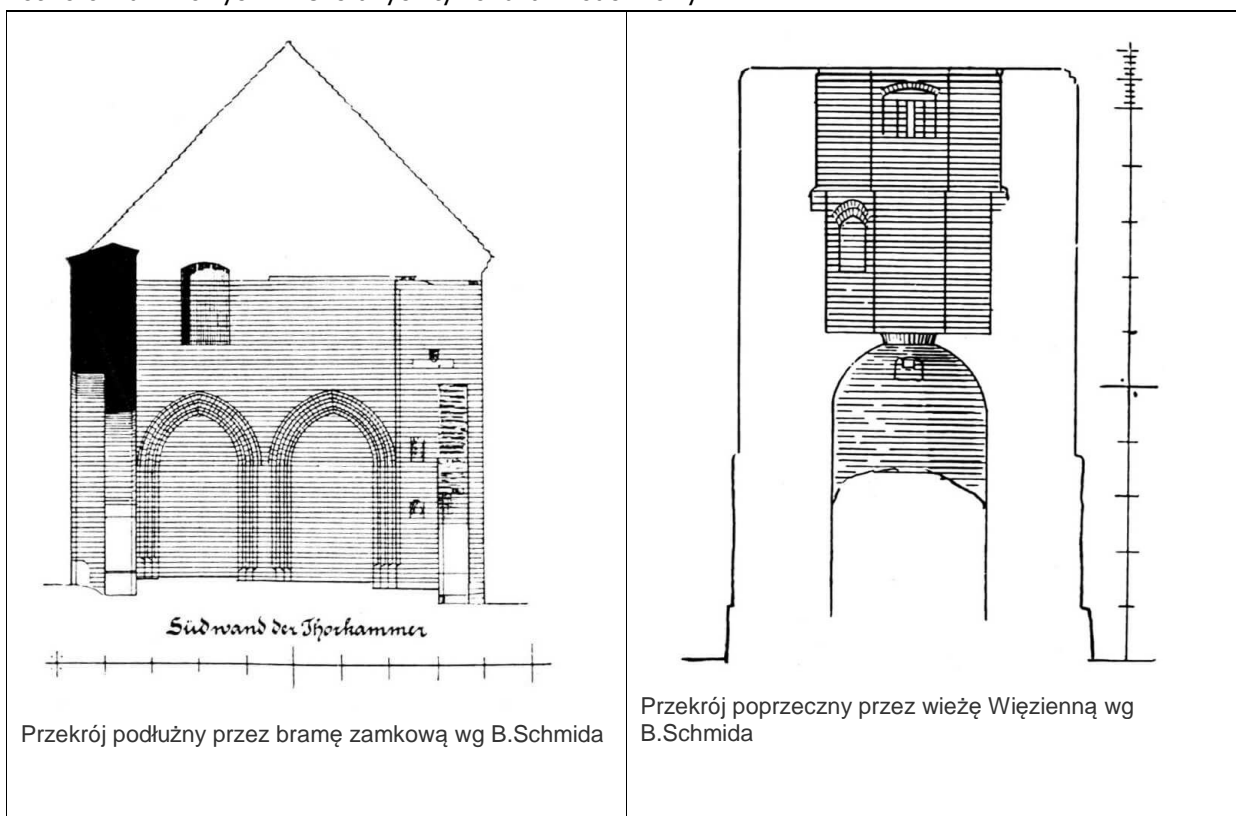 Südwand der Thorkammer
Przekrój podłużny przez bramę zamkową wg B.Schmida
Przekrój poprzeczny przez wieżę Więzienną wg
B.Schmida